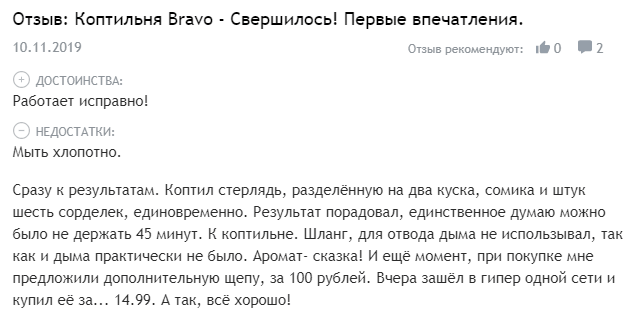 Отзыв: Коптильня Bravo - Свершилось! Первые впечатления.
10.11.2019
Отзыв рекомендуют: 0 2
ДОСТОИНСТВА:
Работает исправно!
НЕДОСТАТКИ:
Мыть хлопотно.
Сразу к результатам. Коптил стерлядь, разделённую на два куска, сомика и штук
шесть сорделек, единовременно. Результат порадовал, единственное думаю можно
было не держать 45 минут. К коптильне. Шланг, для отвода дыма не использывал, так
как и дыма практически не было. Аромат- сказка! И ещё момент, при покупке мне
предложили дополнительную щепу, за 100 рублей. Вчера зашёл в гипер одной сети и
купил её за... 14.99. А так, всё хорошо!